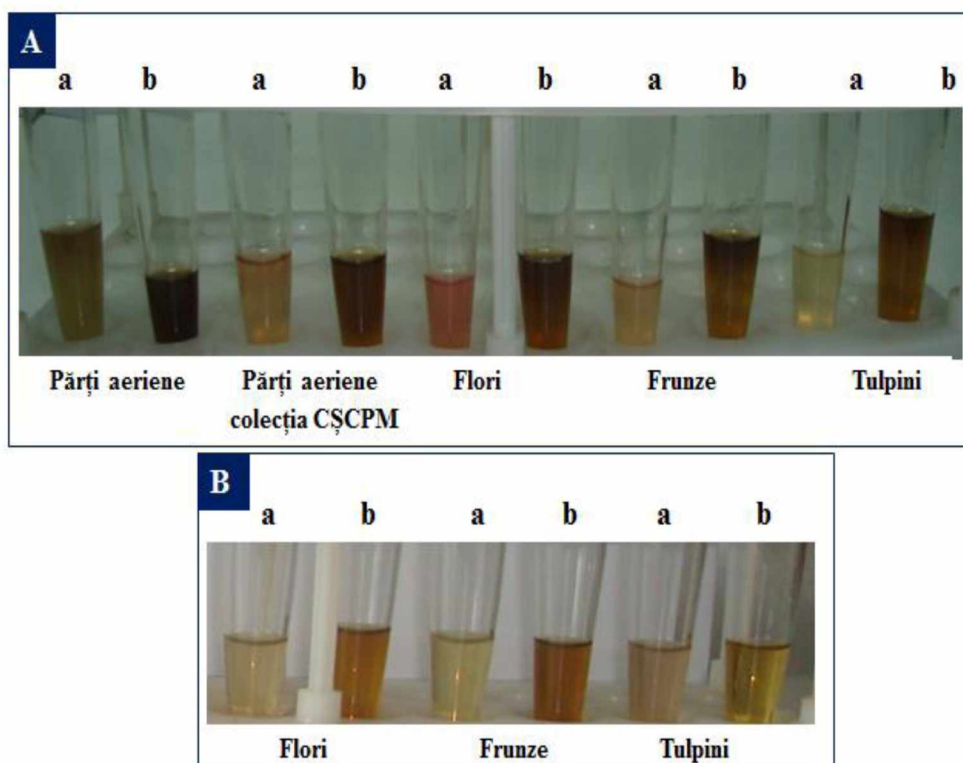 A
a b a b a b a b a b
Părți aeriene Părți aeriene Flori Frunze Tulpini
colecția CȘCPM
B
a b a b a b
Flori Frunze Tulpini